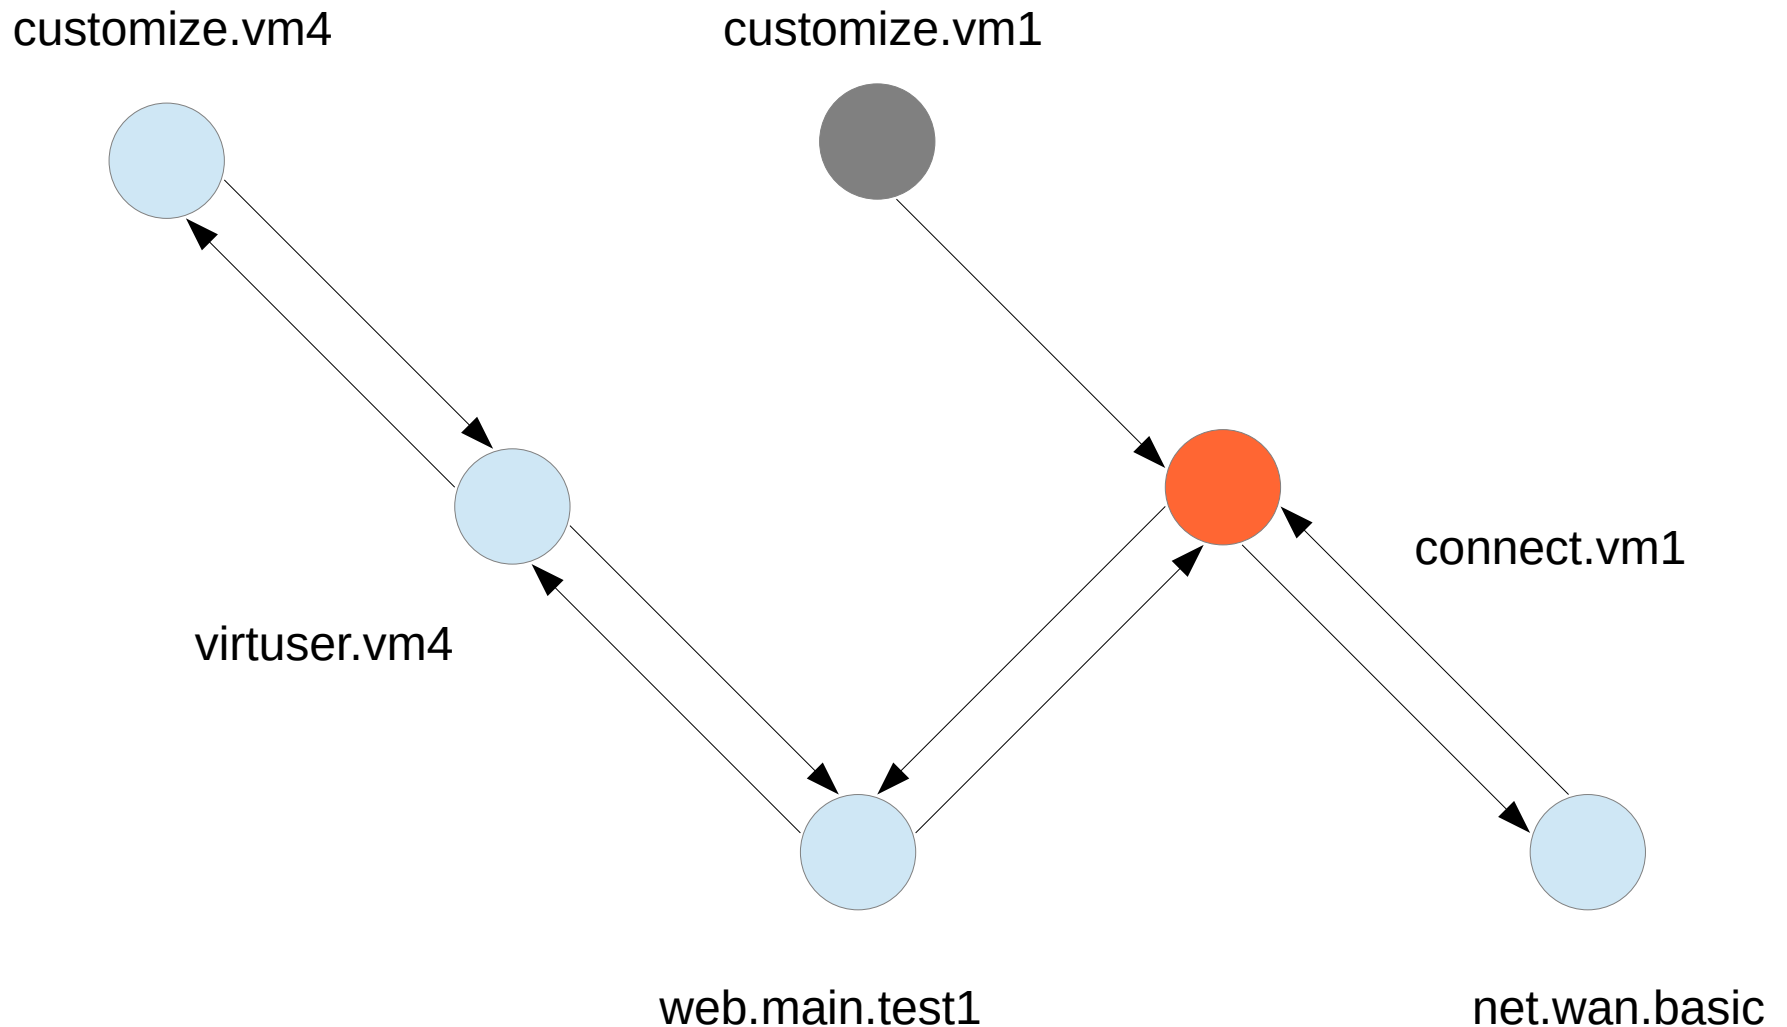 customize.vm4
customize.vm1
connect.vm1
virtuser.vm4
web.main.test1
net.wan.basic